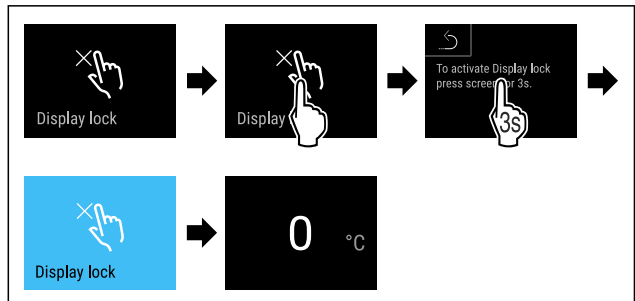 Display lock
Display
To activate Display lock
press screen for 3s.
3s
Display lock
0 °C